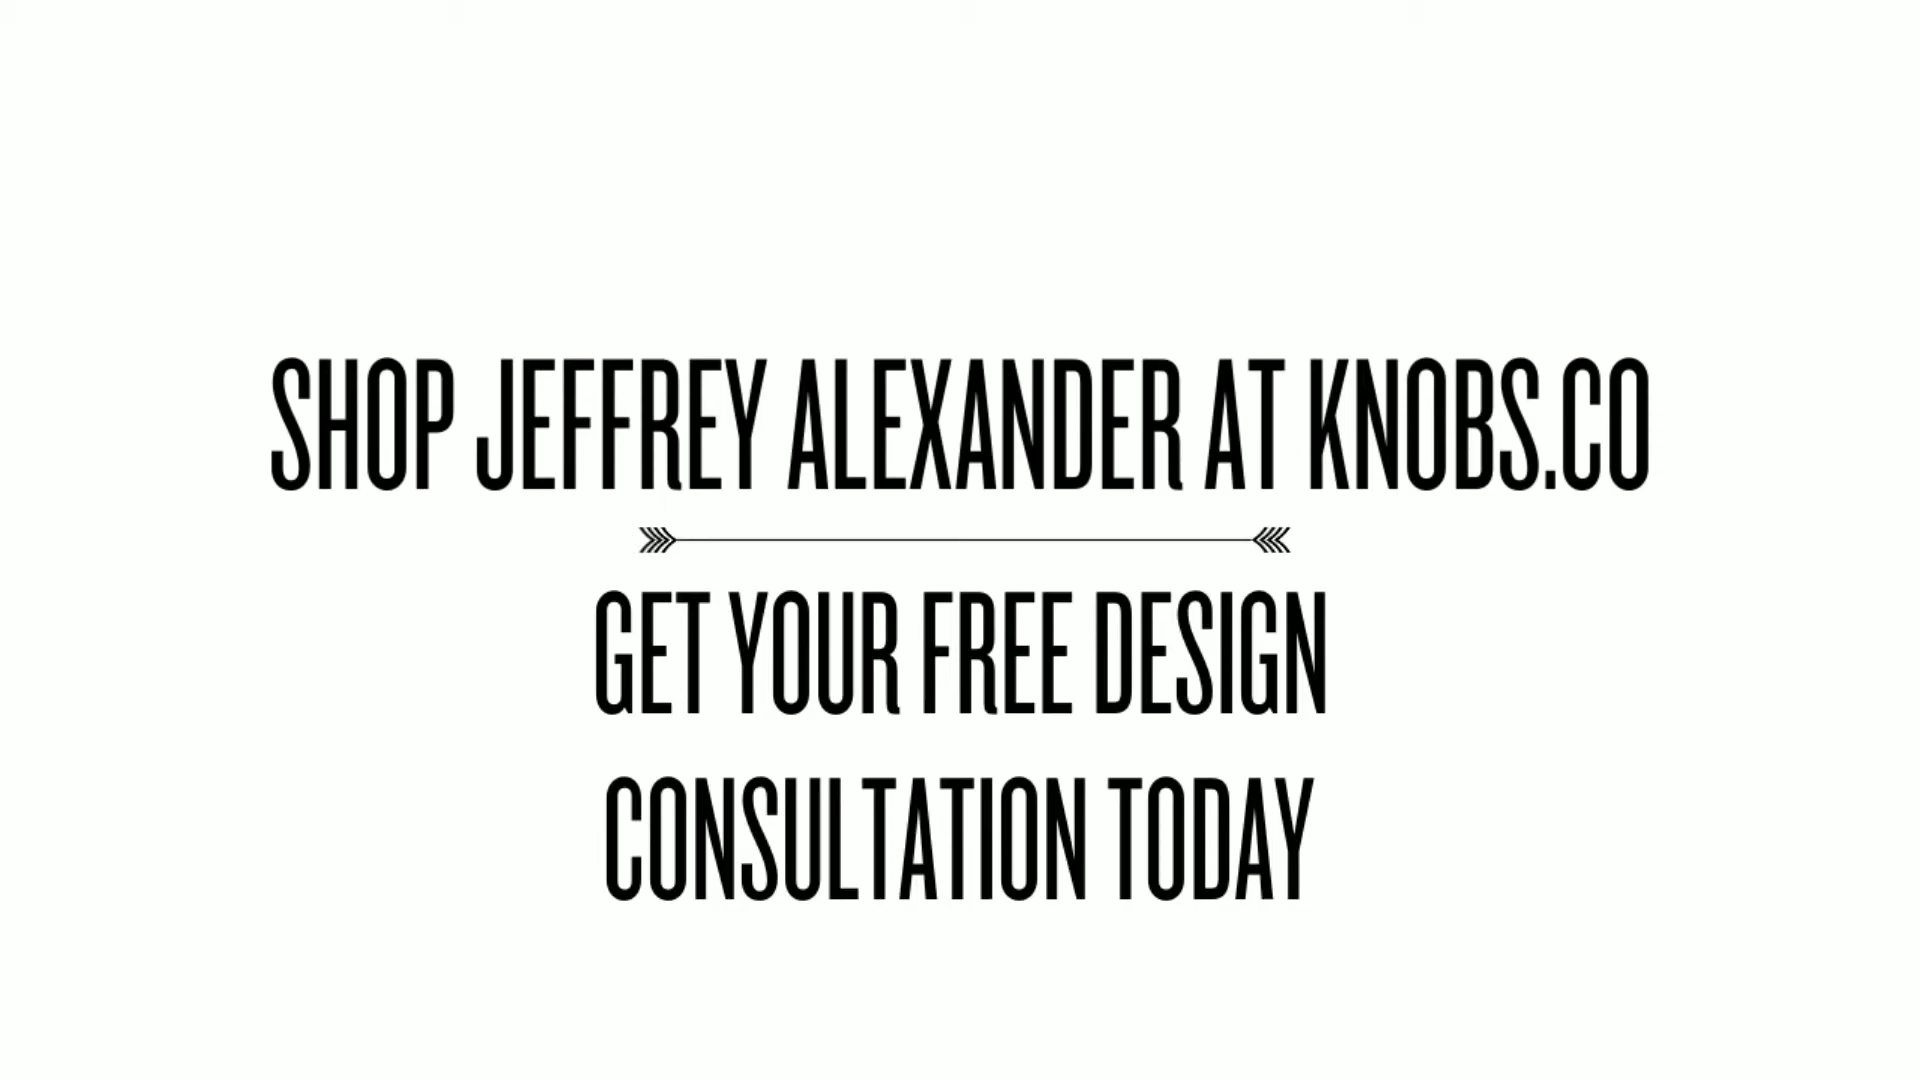 SHOP JEFFREY ALEXANDER AT KNOBS.CO
GET YOUR FREE DESIGN
CONSULTATION TODAY